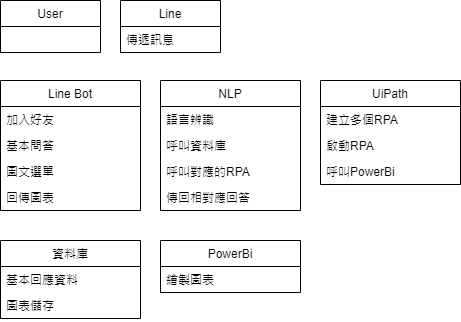 User
Line
傳遞訊息
Line Bot
加入好友
基本問答
圖文選單
回傳圖表
NLP
語言辨識
呼叫資料庫
呼叫對應的RPA
傳回相對應回答
UiPath
建立多個RPA
啟動RPA
呼叫PowerBi
資料庫
基本回應資料
圖表儲存
PowerBi
繪製圖表